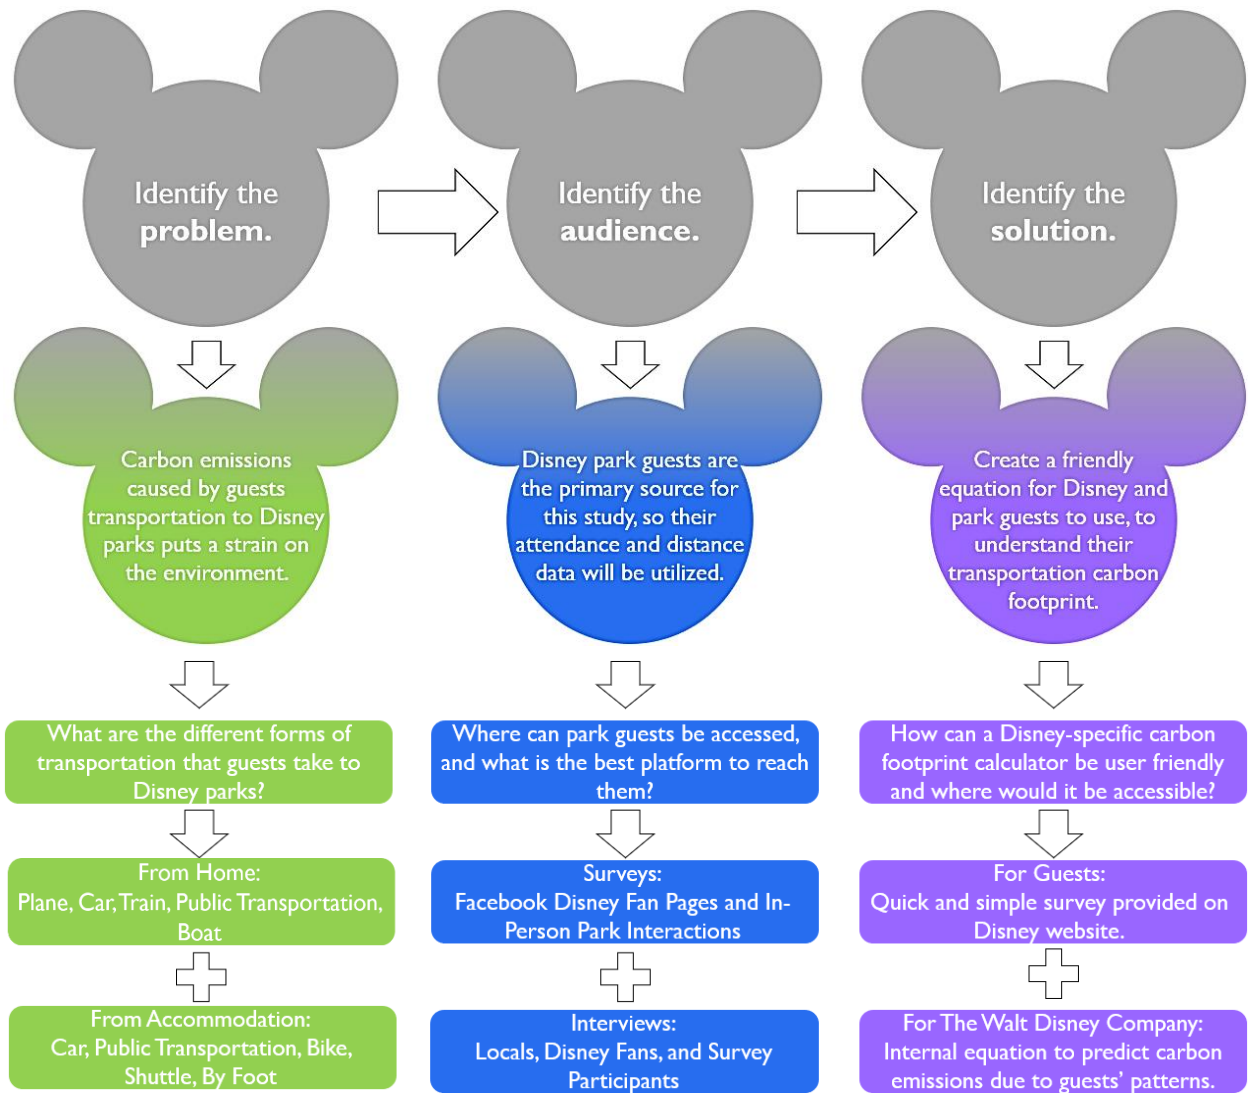 Identify the
problem.
Identify the
audience.
Identify the
solution.
Carbon emissions
caused by guests
transportation to Disney
parks puts a strain on
the environment.
Disney park guests are
the primary source for
this study, so their
attendance and distance
data will be utilized.
Create a friendly
equation for Disney and
park guests to use, to
understand their
transportation carbon
footprint.
What are the different forms of
transportation that guests take to
Disney parks?
Where can park guests be accessed,
and what is the best platform to reach
them?
How can a Disney-specific carbon
footprint calculator be user friendly
and where would it be accessible?
From Home:
Plane, Car, Train, Public Transportation,
Boat
Surveys:
Facebook Disney Fan Pages and In-
Person Park Interactions
For Guests:
Quick and simple survey provided on
Disney website.
From Accommodation:
Car, Public Transportation, Bike,
Shuttle, By Foot
Interviews:
Locals, Disney Fans, and Survey
Participants
For The Walt Disney Company:
Internal equation to predict carbon
emissions due to guests’ patterns.